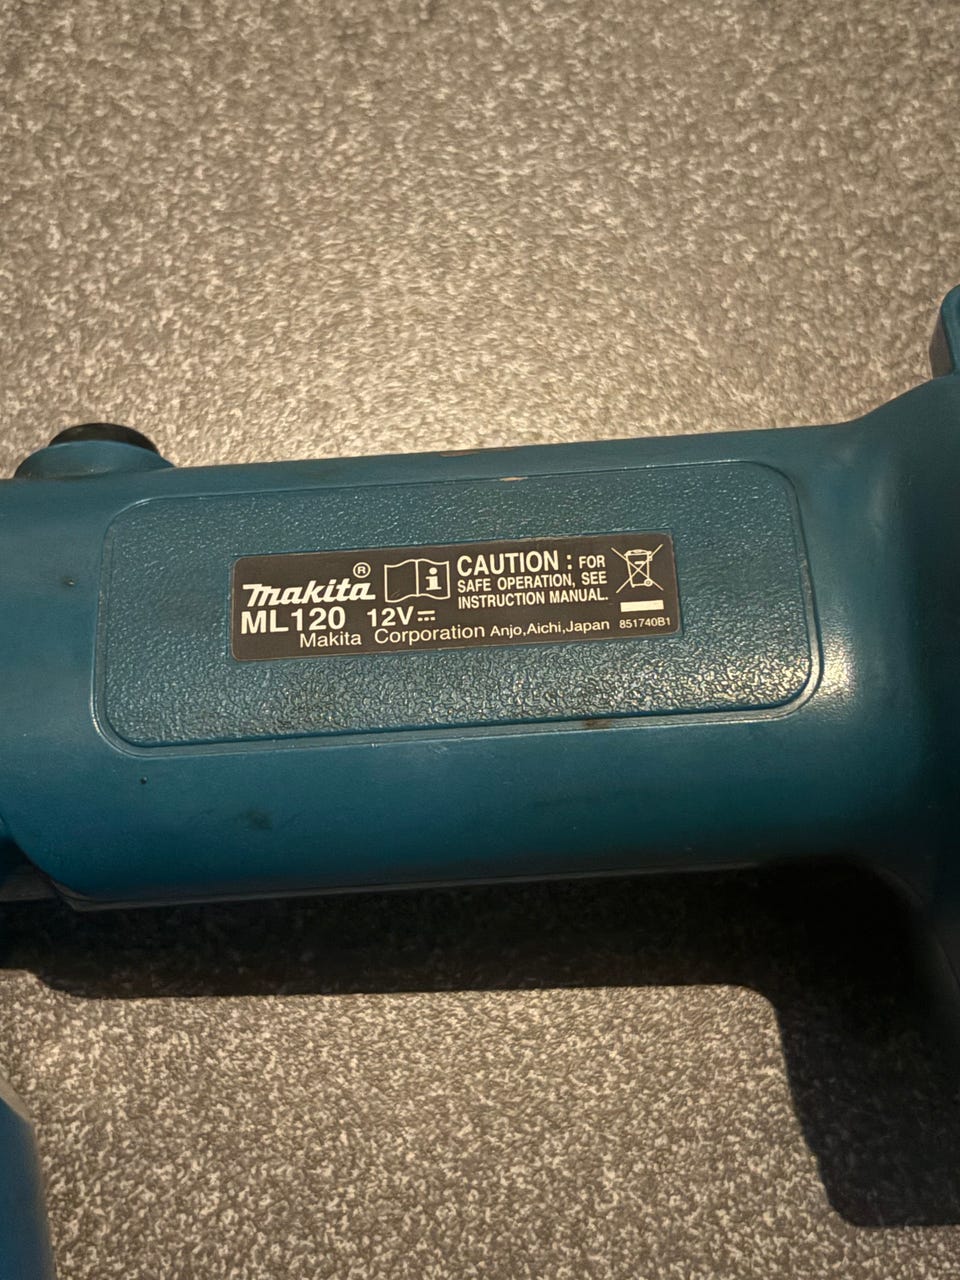 makita®
ML120 12V
Makita Corporation Anjo,Aichi,Japan
i
CAUTION : FOR
SAFE OPERATION, SEE
INSTRUCTION MANUAL.
851740B1